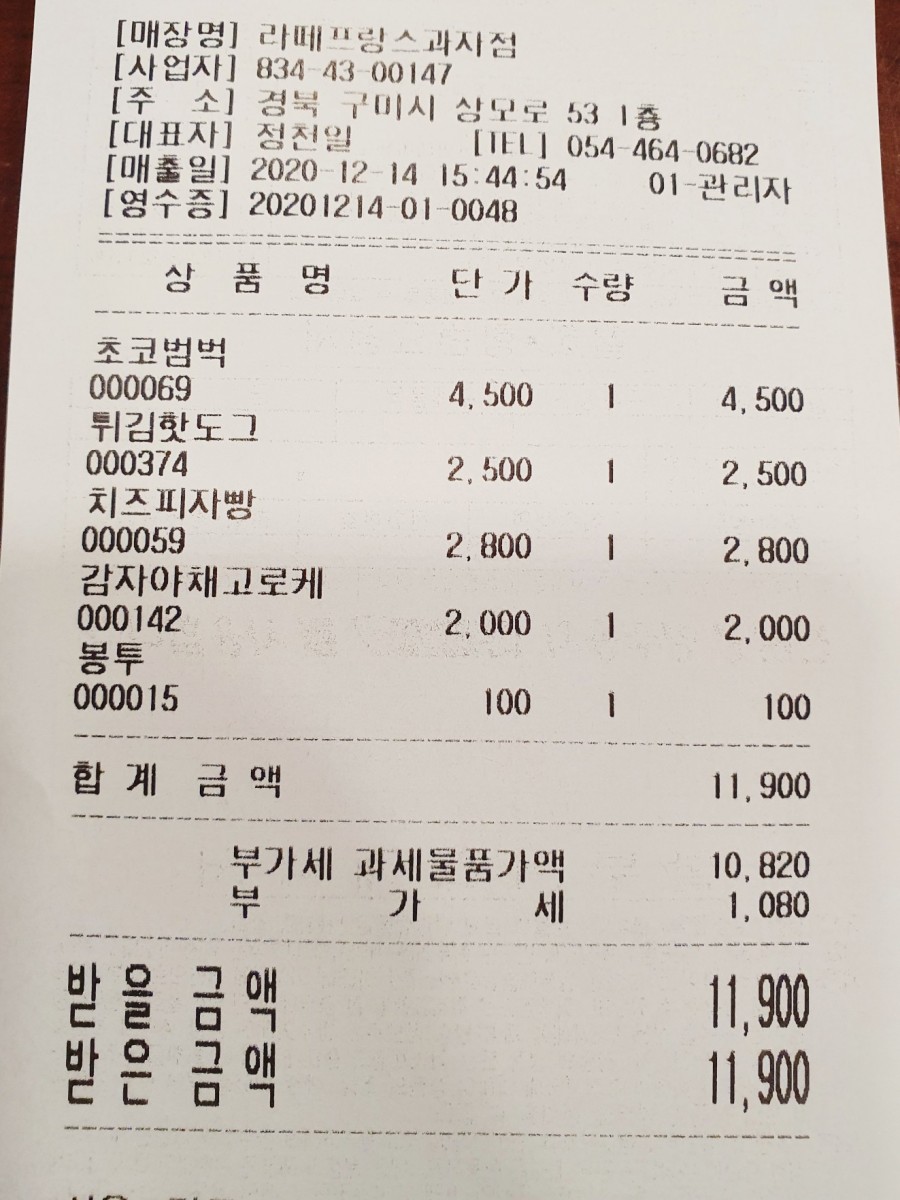 [매장명] 라떼프랑스과자점
[사업자] 834-43-00147
[주 소] 경북 구미시 상모로 53 1층
[대표자] 정천일 [TEL] 054-464-0682
[매출일] 2020-12-14 15:44:54 01-관리자
[영수증] 20201214-01-0048
상 품 명 단 가 수량 금 액
초코범벅
000069 4,500 1 4,500
튀김핫도그
000374 2,500 1 2,500
치즈피자빵
000059 2,800 1 2,800
감자야채고로케
000142 2,000 1 2,000
봉투
000015 100 1 100
합 계 금 액 11,900
부가세 과세물품가액 10,820
부 가 세 1,080
받 을 금 액 11,900
받 은 금 액 11,900